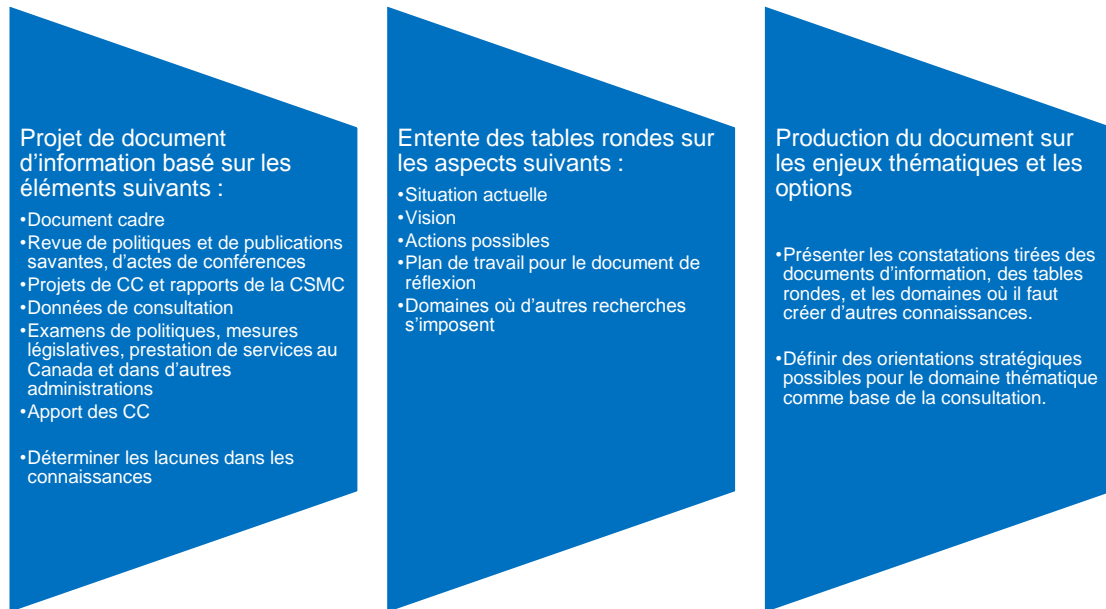 Projet de document
d'information basé sur les
éléments suivants :
•Document cadre
•Revue de politiques et de publications
savantes, d'actes de conférences
•Projets de CC et rapports de la CSMC
•Données de consultation
•Examens de politiques, mesures
législatives, prestation de services au
Canada et dans d'autres
administrations
•Apport des CC
•Déterminer les lacunes dans les
connaissances
Entente des tables rondes sur
les aspects suivants :
•Situation actuelle
•Vision
•Actions possibles
•Plan de travail pour le document de
réflexion
•Domaines où d'autres recherches
s'imposent
Production du document sur
les enjeux thématiques et les
options
•Présenter les constatations tirées des
documents d'information, des tables
rondes, et les domaines où il faut
créer d'autres connaissances.
•Définir des orientations stratégiques
possibles pour le domaine thématique
comme base de la consultation.